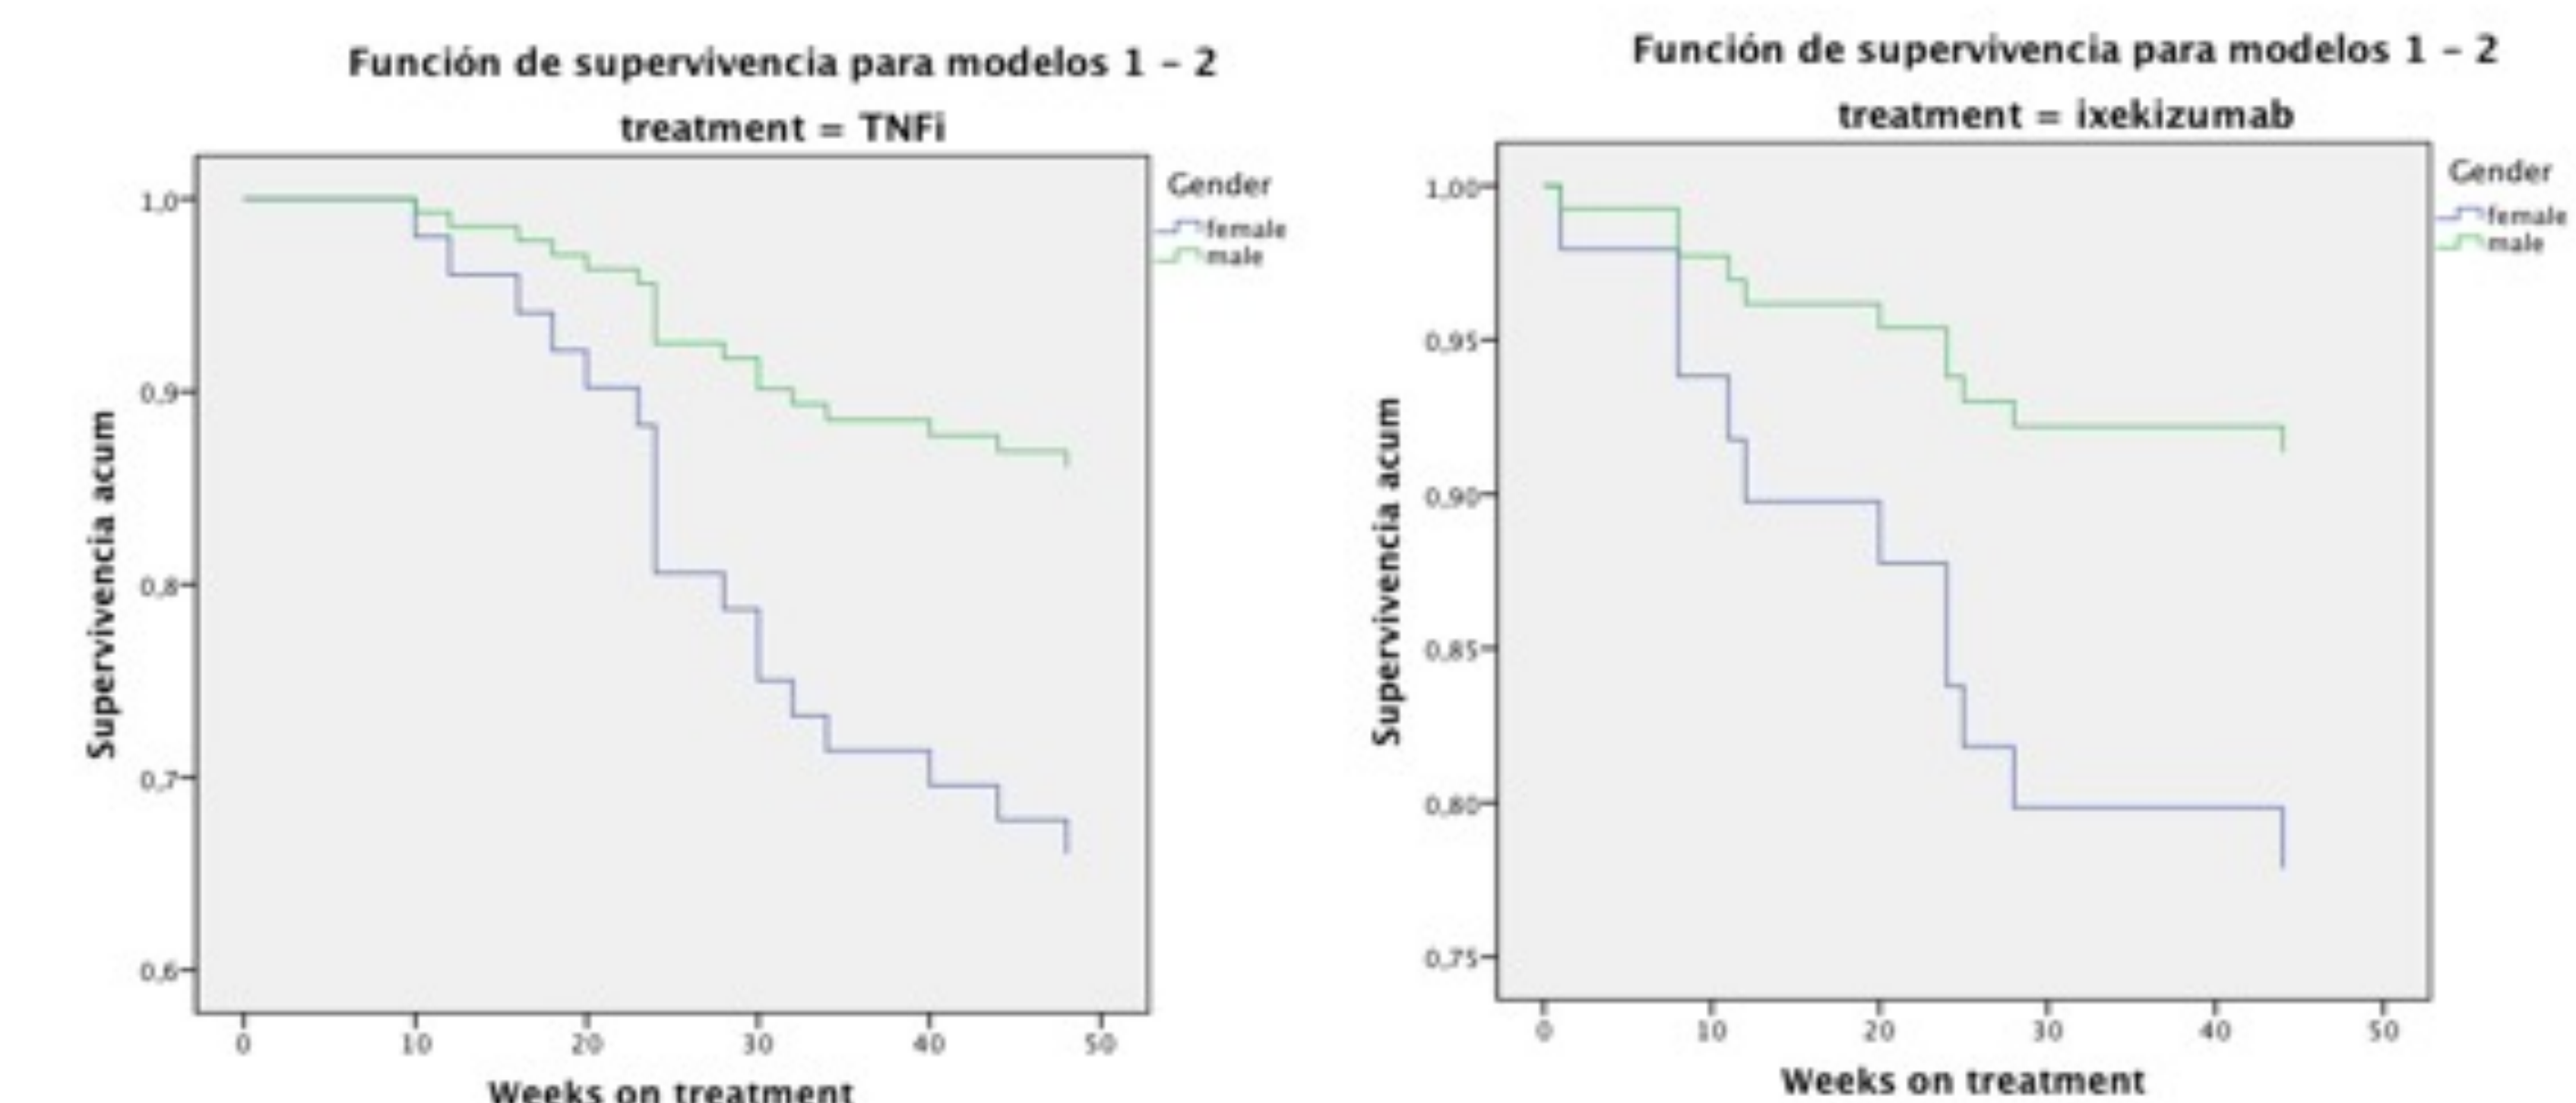 Función de supervivencia para modelos 1 - 2
treatment = TNFi
Supervivencia acum
1,0
0,9
0,8
0,7
0,6
0
10
20
30
40
50
Weeks on treatment
Gender
female
male
Función de supervivencia para modelos 1 - 2
treatment = ixekizumab
Supervivencia acum
1,00
0,95
0,90
0,85
0,80
0,75
0
10
20
30
40
50
Weeks on treatment
Gender
female
male